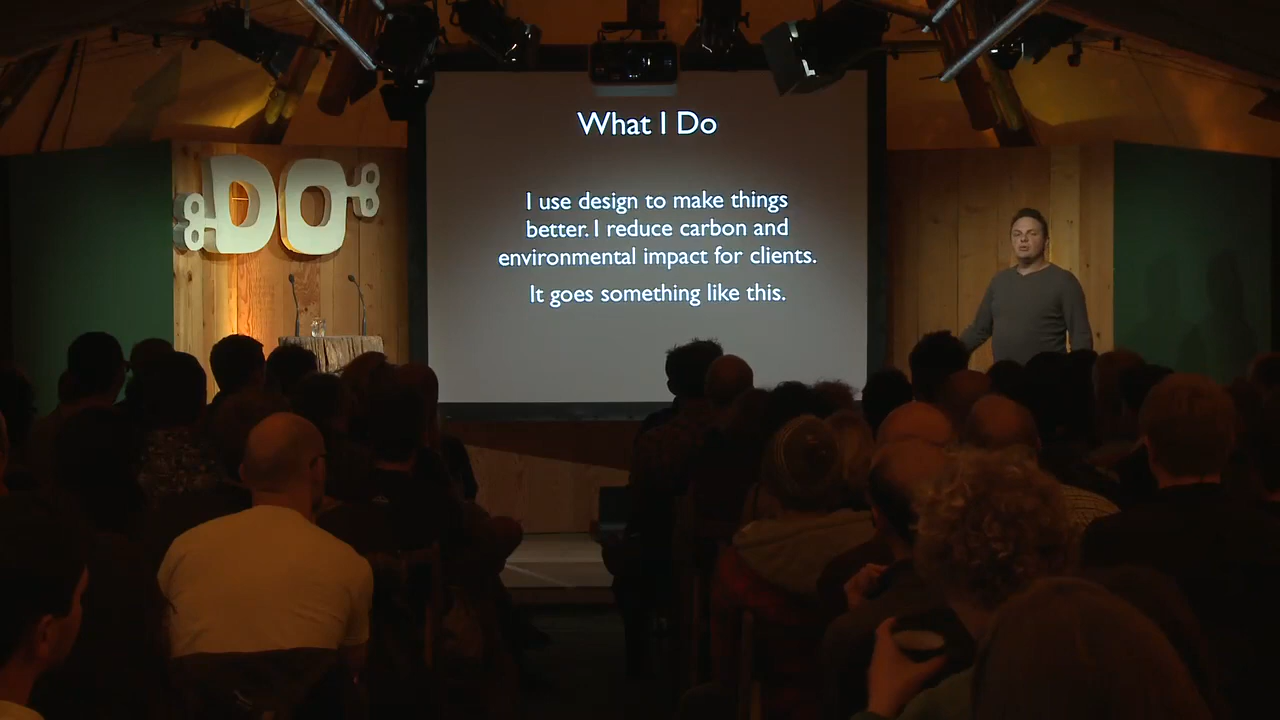 What I Do
DO
I use design to make things
better. I reduce carbon and
environmental impact for clients.
It goes something like this.